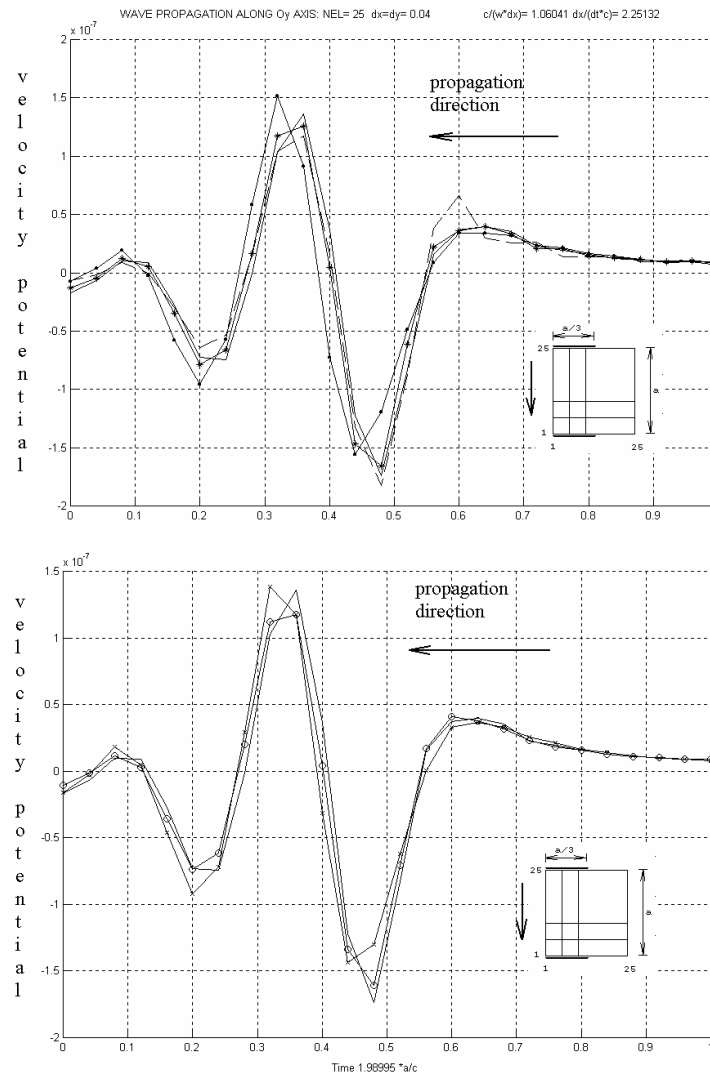 WAVE PROPAGATION ALONG Oy AXIS: NEL= 25 dx=dy= 0.04 c/(w*dx)= 1.06041 dx/(dt*c)= 2.25132
x 10^-7
velocity potential
2
1.5
1
0.5
0
-0.5
-1
-1.5
-2
propagation
direction
a/3
25
a
1
1
25
0 0.1 0.2 0.3 0.4 0.5 0.6 0.7 0.8 0.9
x 10^-7
velocity potential
1.5
1
0.5
0
-0.5
-1
-1.5
-2
propagation
direction
a/3
25
a
1
1
25
0 0.1 0.2 0.3 0.4 0.5 0.6 0.7 0.8 0.9
Time 1.98995 *a/c